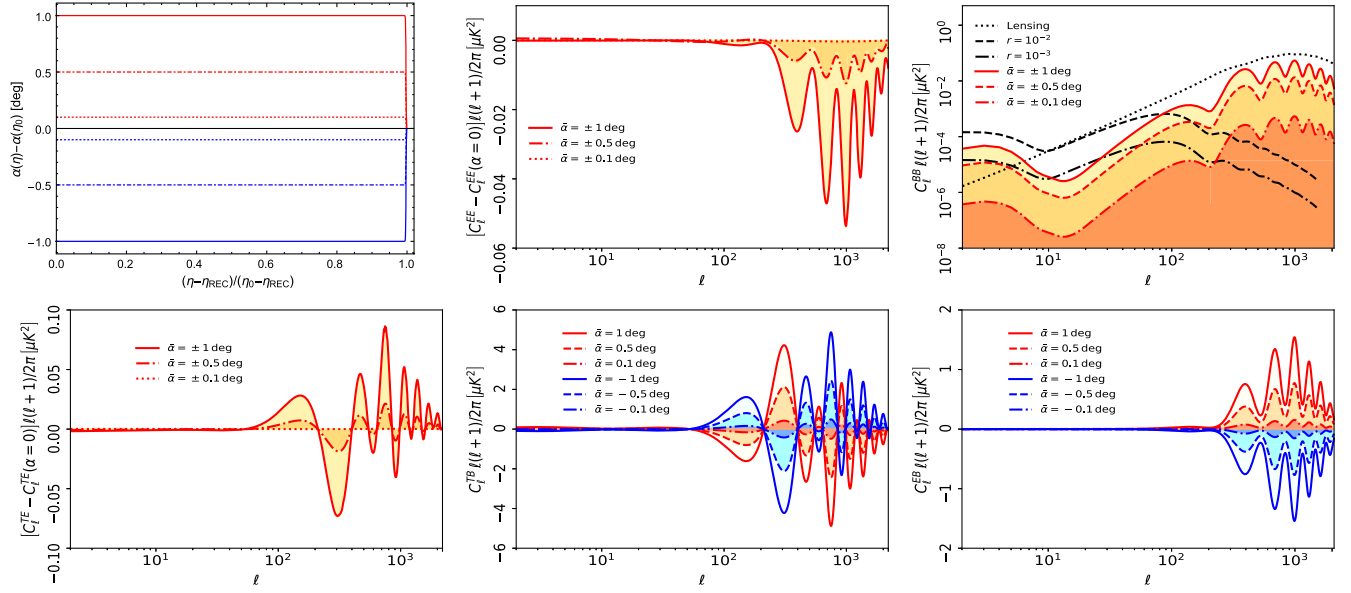 α(η)−α(η₀) [deg]
1.0
0.5
0.0
−0.5
−1.0
0.0 0.2 0.4 0.6 0.8 1.0
(η−η_REC)/(η₀−η_REC)
[C_ℓ^EE − C_ℓ^EE(α=0)]ℓ(ℓ+1)/2π [μK²]
0.00
−0.02
−0.04
−0.06
ᾱ = ±1 deg
ᾱ = ±0.5 deg
ᾱ = ±0.1 deg
10¹ 10² 10³
ℓ
C_ℓ^BB ℓ(ℓ+1)/2π [μK²]
10⁰
10⁻²
10⁻⁴
10⁻⁶
10⁻⁸
Lensing
r = 10⁻²
r = 10⁻³
ᾱ = ±1 deg
ᾱ = ±0.5 deg
ᾱ = ±0.1 deg
10¹ 10² 10³
ℓ
[C_ℓ^TE − C_ℓ^TE(α=0)]ℓ(ℓ+1)/2π [μK²]
0.10
0.05
0.00
−0.05
−0.10
ᾱ = ±1 deg
ᾱ = ±0.5 deg
ᾱ = ±0.1 deg
10¹ 10² 10³
ℓ
C_ℓ^TB ℓ(ℓ+1)/2π [μK²]
6
4
2
0
−2
−4
−6
ᾱ = 1 deg
ᾱ = 0.5 deg
ᾱ = 0.1 deg
ᾱ = −1 deg
ᾱ = −0.5 deg
ᾱ = −0.1 deg
10¹ 10² 10³
ℓ
C_ℓ^EB ℓ(ℓ+1)/2π [μK²]
2
1
0
−1
−2
ᾱ = 1 deg
ᾱ = 0.5 deg
ᾱ = 0.1 deg
ᾱ = −1 deg
ᾱ = −0.5 deg
ᾱ = −0.1 deg
10¹ 10² 10³
ℓ